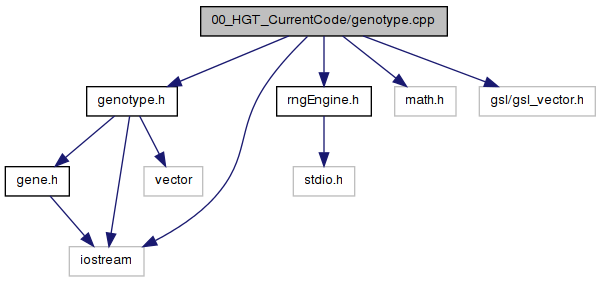 00_HGT_CurrentCode/genotype.cpp
genotype.h
rngEngine.h
math.h
gsl/gsl_vector.h
gene.h
vector
stdio.h
iostream